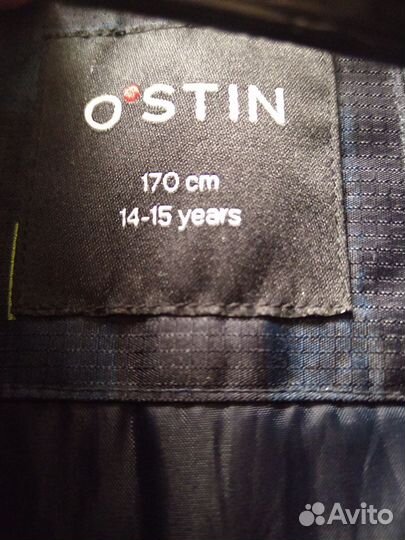 O'STIN
170 cm
14-15 years
Avito